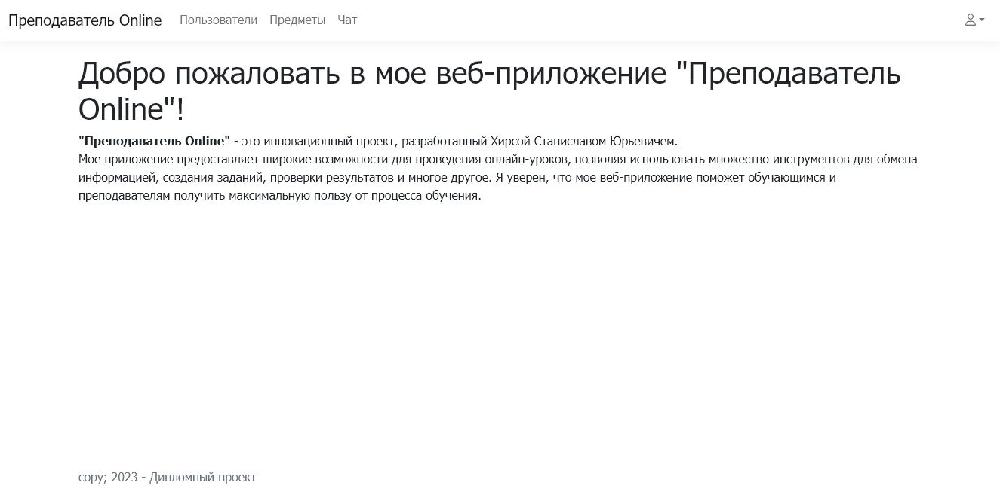 Преподаватель Online Пользователи Предметы Чат
Добро пожаловать в мое веб-приложение "Преподаватель
Online"!
"Преподаватель Online" - это инновационный проект, разработанный Хирсой Станиславом Юрьевичем.
Мое приложение предоставляет широкие возможности для проведения онлайн-уроков, позволяя использовать множество инструментов для обмена
информацией, создания заданий, проверки результатов и многое другое. Я уверен, что мое веб-приложение поможет обучающимся и
преподавателям получить максимальную пользу от процесса обучения.
copy; 2023 - Дипломный проект